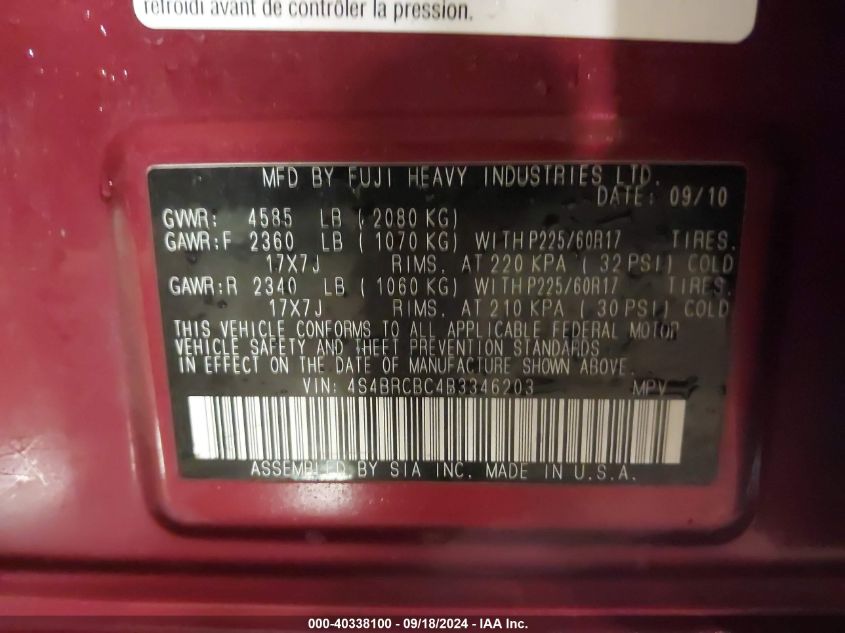 refroidi avant de contrôler la pression.
MFD BY FUJI HEAVY INDUSTRIES LTD.
DATE: 09/10
GVWR: 4585 LB ( 2080 KG)
GAWR:F 2360 LB ( 1070 KG) WITH P225/60R17 TIRES.
17X7J RIMS. AT 220 KPA ( 32 PSI) COLD
GAWR:R 2340 LB ( 1060 KG) WITH P225/60R17 TIRES.
17X7J RIMS. AT 210 KPA ( 30 PSI) COLD
THIS VEHICLE CONFORMS TO ALL APPLICABLE FEDERAL MOTOR
VEHICLE SAFETY AND THEFT PREVENTION STANDARDS
IN EFFECT ON THE DATE OF MANUFACTURE SHOWN ABOVE.
VIN: 4S4BRCBC4B3346203 MPV
ASSEMBLED BY SIA INC. MADE IN U.S.A.
000-40338100 - 09/18/2024 - IAA Inc.